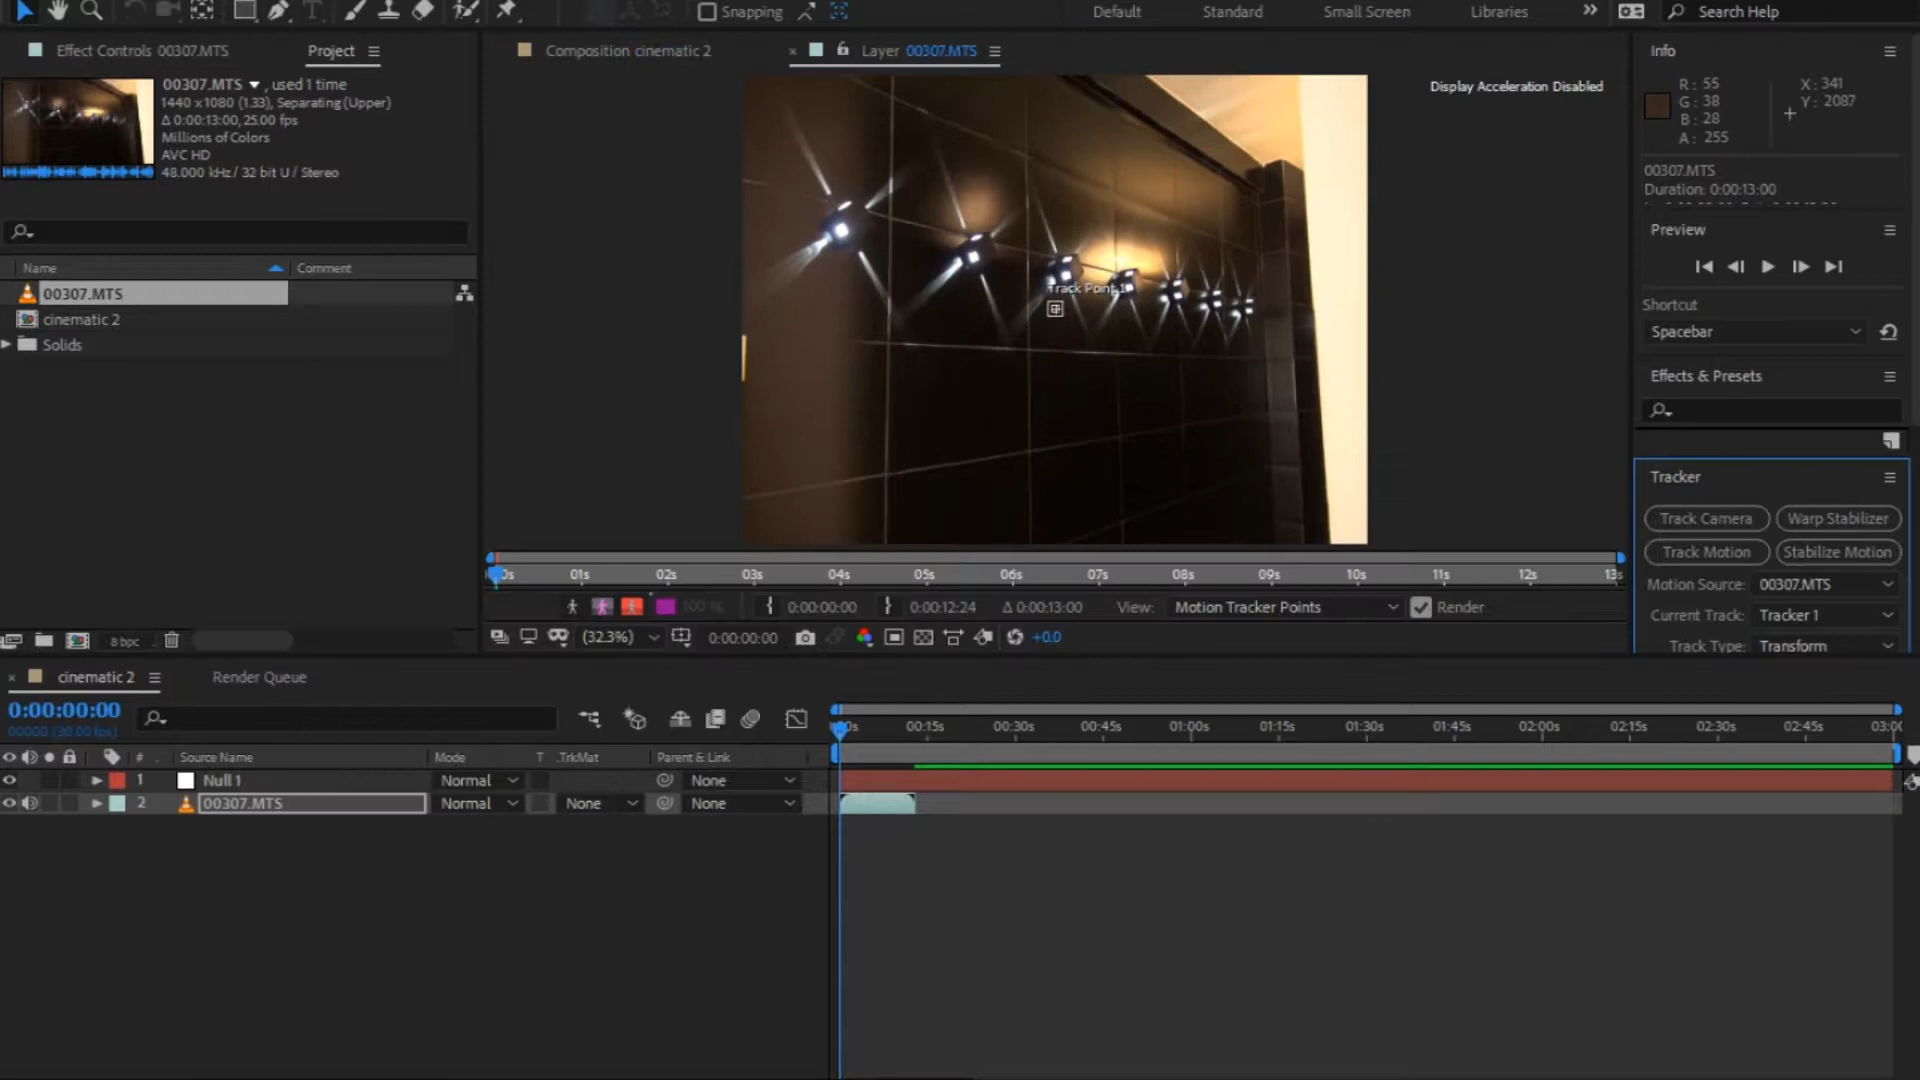 Snapping
Default
Standard
Small Screen
Libraries
Search Help
Effect Controls 00307.MTS
Project
00307.MTS , used 1 time
1440 x 1080 (1.33), Separating (Upper)
Δ 0:00:13:00, 25.00 fps
Millions of Colors
AVC HD
48.000 kHz / 32 bit U / Stereo
Name
Comment
00307.MTS
cinematic 2
Solids
8 bpc
Composition cinematic 2
Layer 00307.MTS
Display Acceleration Disabled
Track Point 1
01s 02s 03s 04s 05s 06s 07s 08s 09s 10s 11s 12s 13s
100 %
0:00:00:00
0:00:12:24
Δ 0:00:13:00
View: Motion Tracker Points
Render
(32.3%)
0:00:00:00
+0.0
Info
R: 55
G: 38
B: 28
A: 255
X: 341
Y: 2087
00307.MTS
Duration: 0:00:13:00
Preview
Shortcut
Spacebar
Effects & Presets
Tracker
Track Camera
Warp Stabilizer
Track Motion
Stabilize Motion
Motion Source: 00307.MTS
Current Track: Tracker 1
Track Type: Transform
cinematic 2
Render Queue
0:00:00:00
00000 (30.00 fps)
00:15s 00:30s 00:45s 01:00s 01:15s 01:30s 01:45s 02:00s 02:15s 02:30s 02:45s
# Source Name Mode T .TrkMat Parent & Link
1 Null 1 Normal None
2 00307.MTS Normal None None